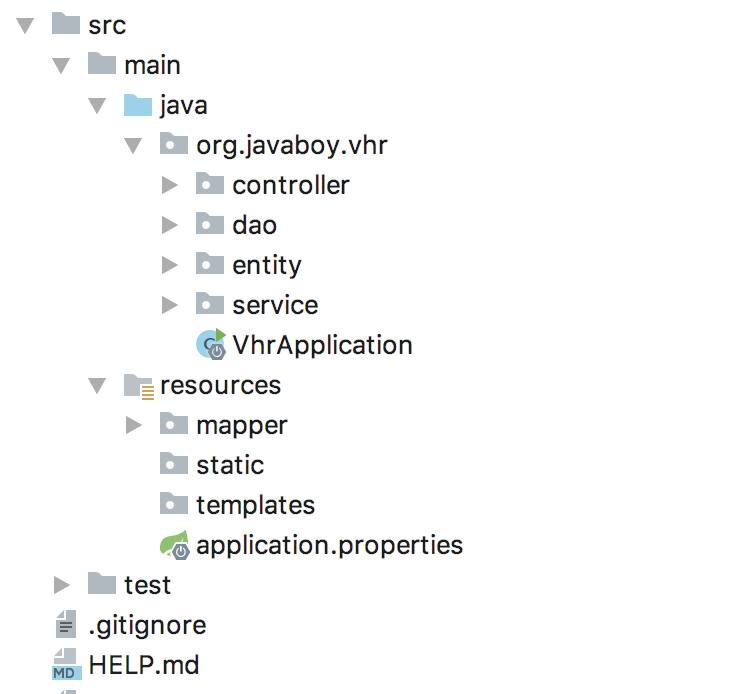 src
main
java
org.javaboy.vhr
controller
dao
entity
service
C VhrApplication
resources
mapper
static
templates
application.properties
test
.gitignore
MD HELP.md